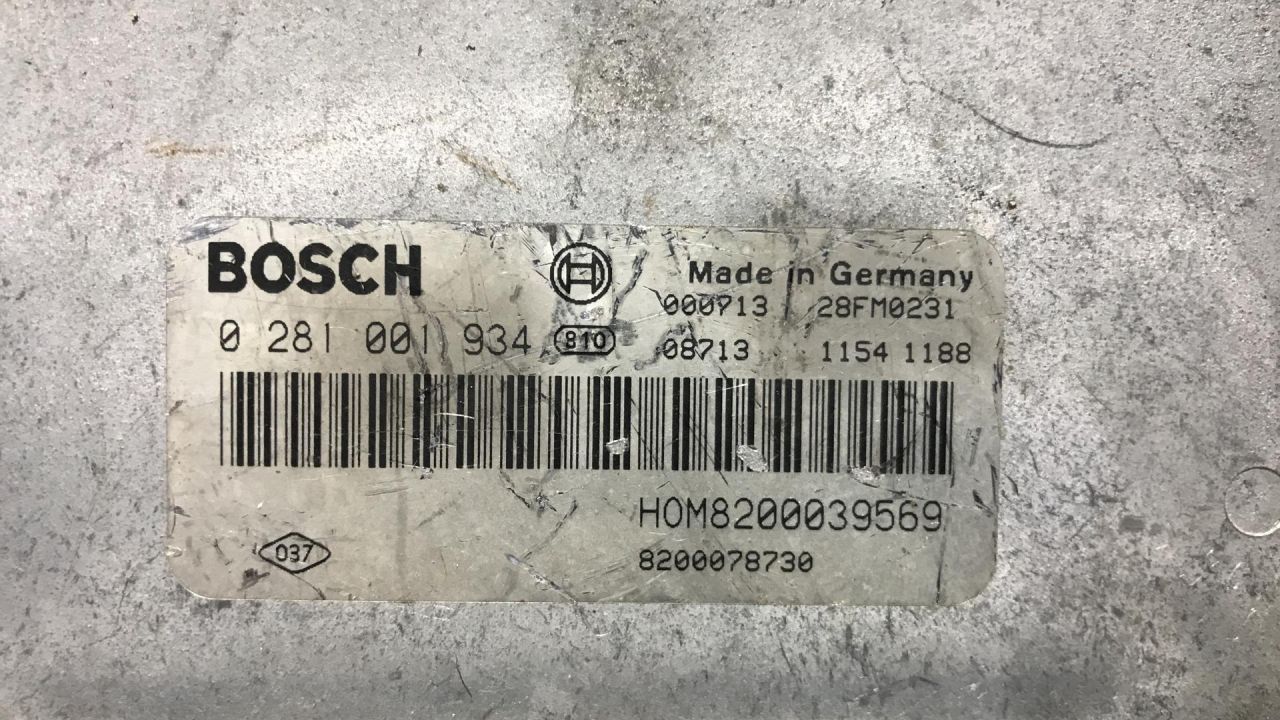 BOSCH
Made in Germany
000713 28FM0231
0 281 001 934 810
08713 1154 1188
HOM8200039569
037
8200078730